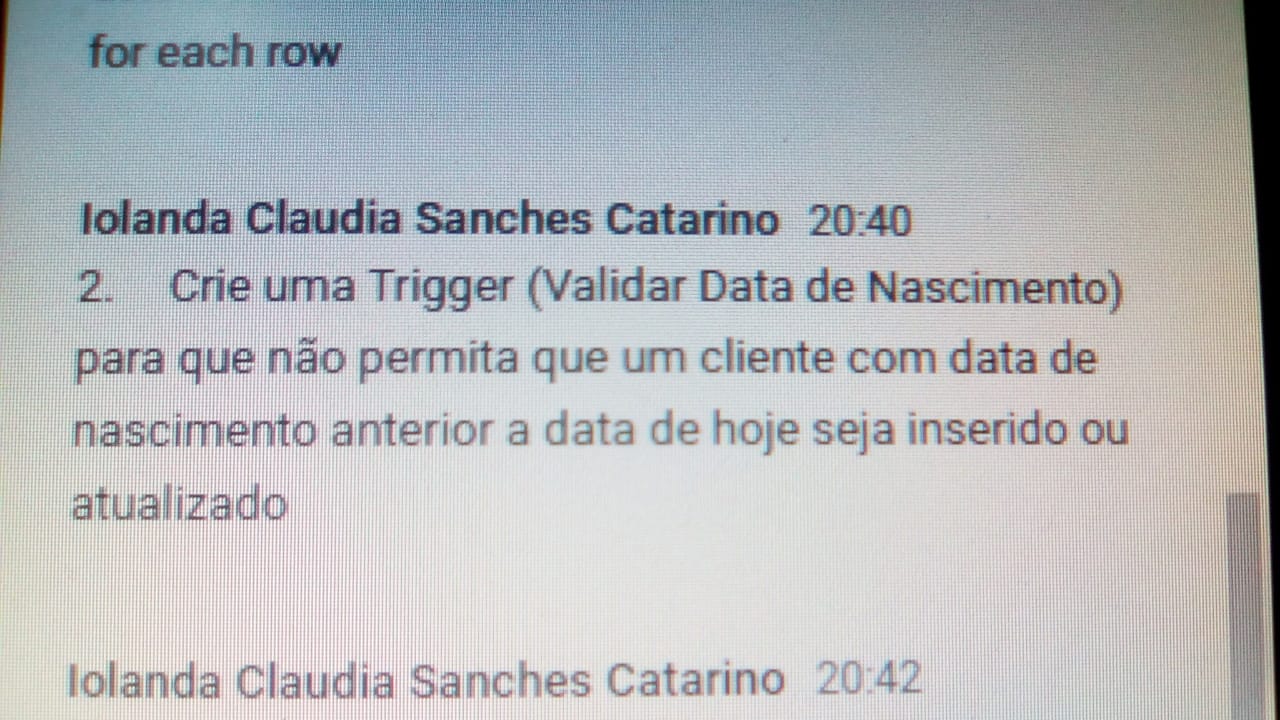 for each row
Iolanda Claudia Sanches Catarino 20:40
2. Crie uma Trigger (Validar Data de Nascimento)
para que não permita que um cliente com data de
nascimento anterior a data de hoje seja inserido ou
atualizado
Iolanda Claudia Sanches Catarino 20:42